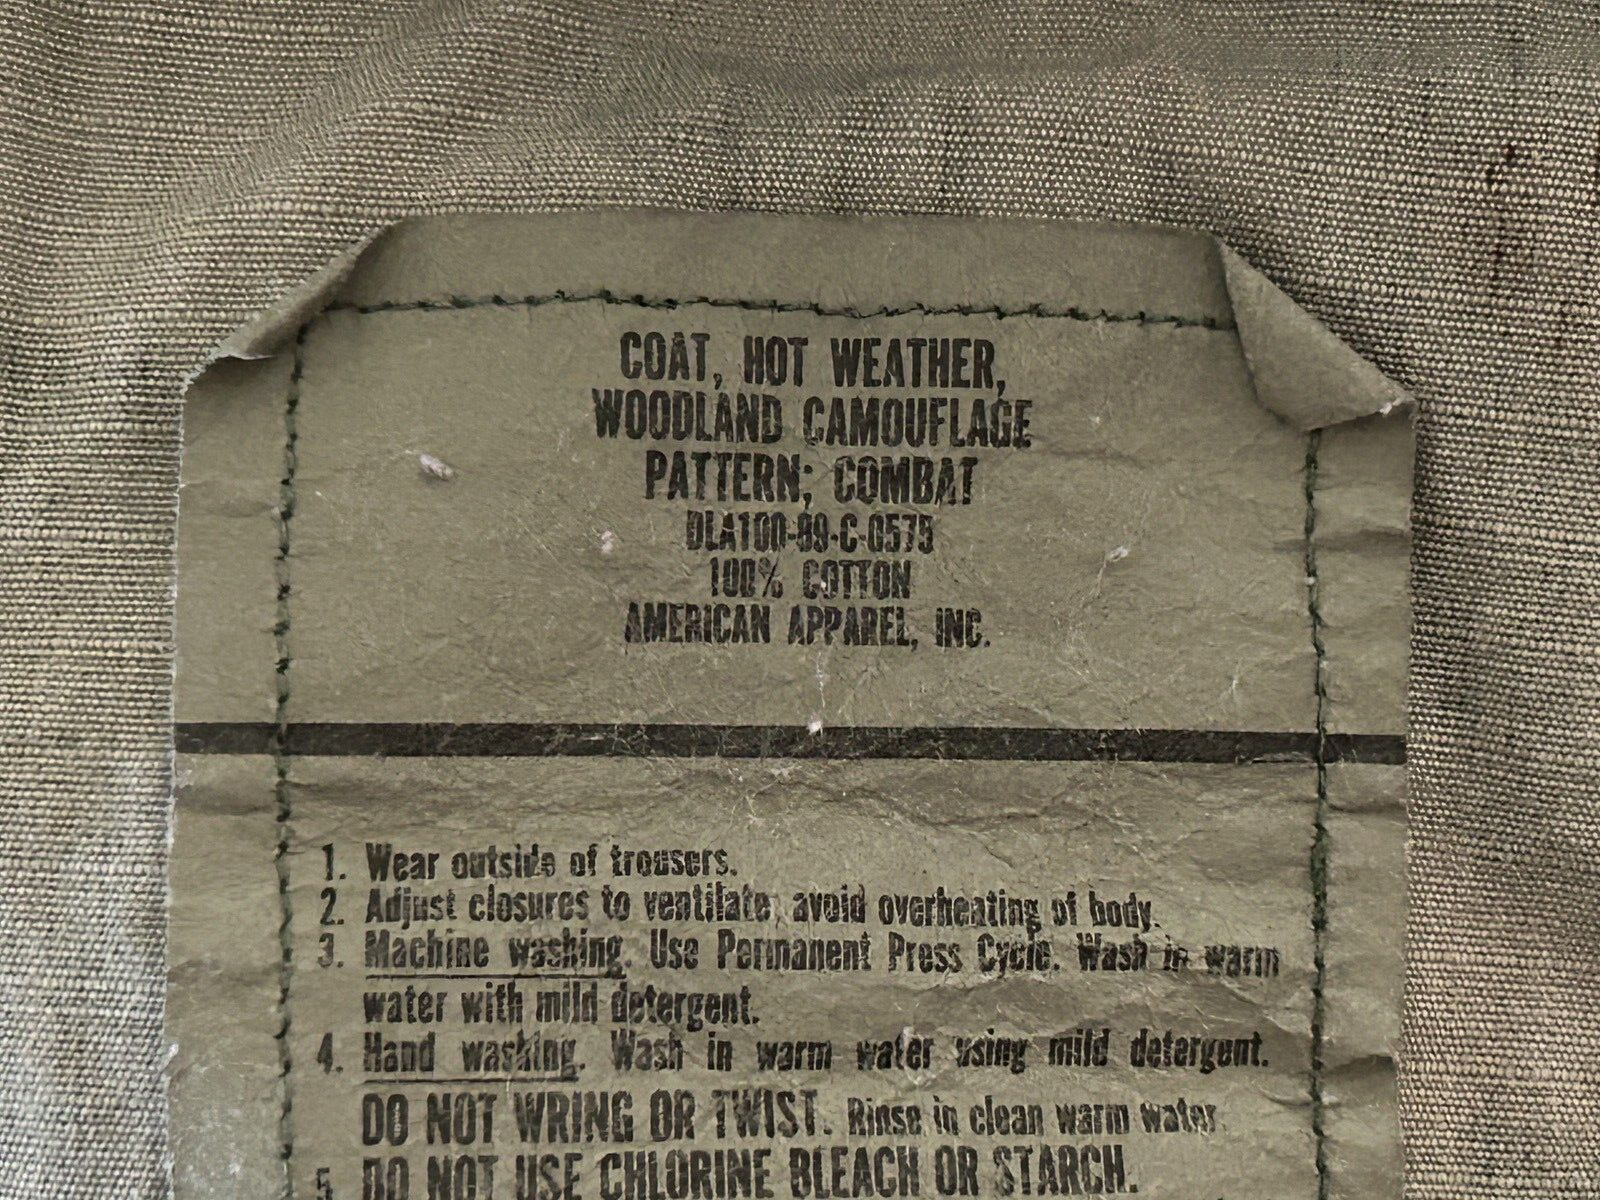 COAT, HOT WEATHER,
WOODLAND CAMOUFLAGE
PATTERN; COMBAT
DLA100-89-C-0575
100% COTTON
AMERICAN APPAREL, INC.
1. Wear outside of trousers.
2. Adjust closures to ventilate, avoid overheating of body.
3. Machine washing. Use Permanent Press Cycle. Wash in warm
water with mild detergent.
4. Hand washing. Wash in warm water using mild detergent.
DO NOT WRING OR TWIST. Rinse in clean warm water.
5. DO NOT USE CHLORINE BLEACH OR STARCH.